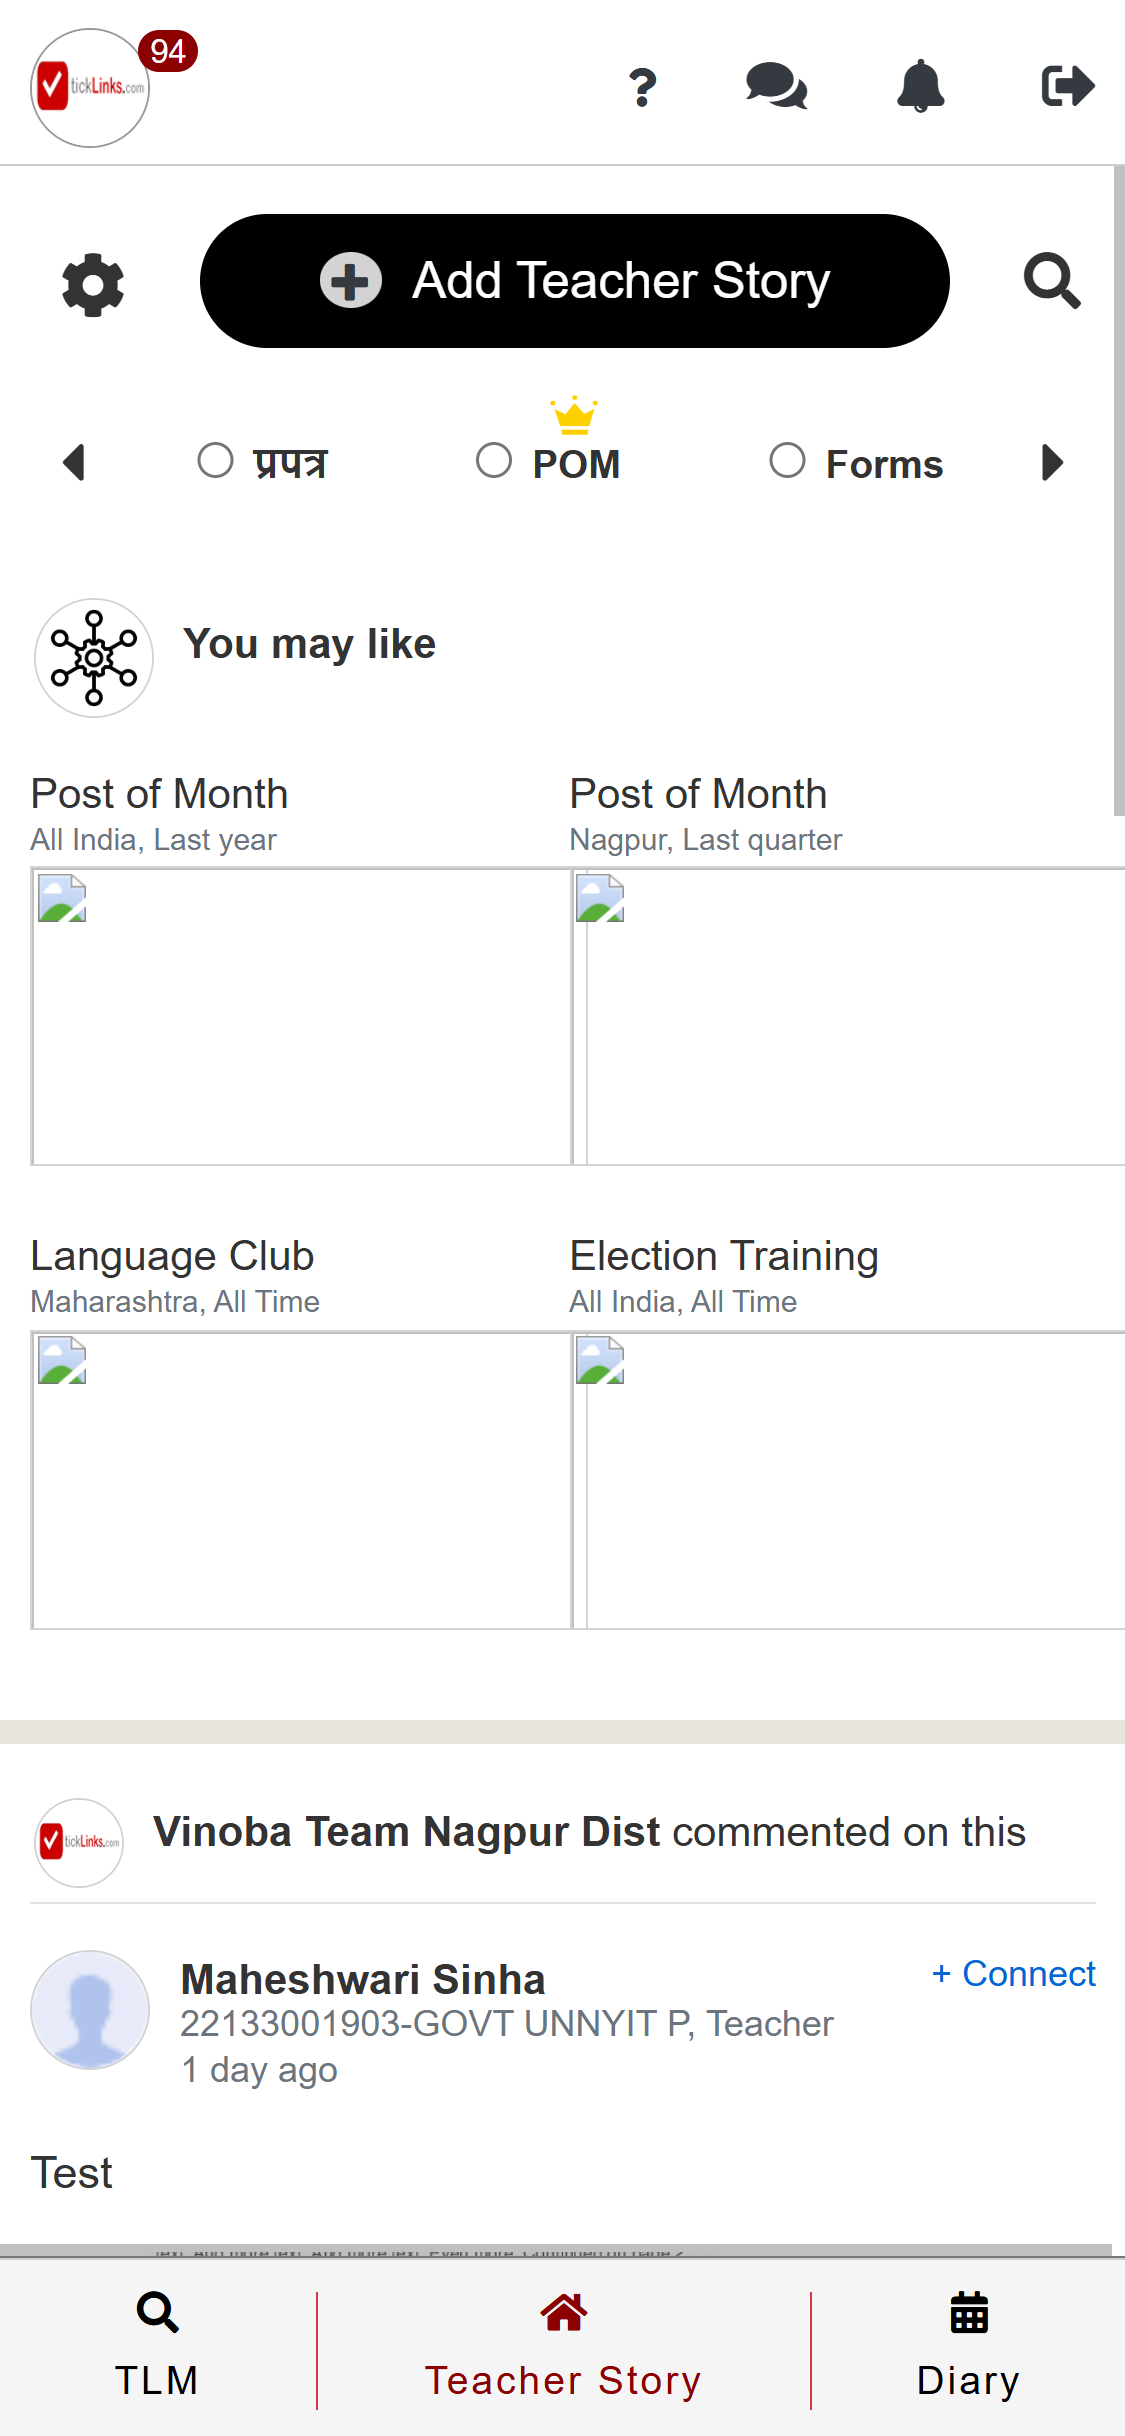 94
tickLinks.com
Add Teacher Story
प्रपत्र
POM
Forms
You may like
Post of Month
All India, Last year
Post of Month
Nagpur, Last quarter
Language Club
Maharashtra, All Time
Election Training
All India, All Time
tickLinks.com
Vinoba Team Nagpur Dist commented on this
Maheshwari Sinha
+ Connect
22133001903-GOVT UNNYIT P, Teacher
1 day ago
Test
TLM
Teacher Story
Diary